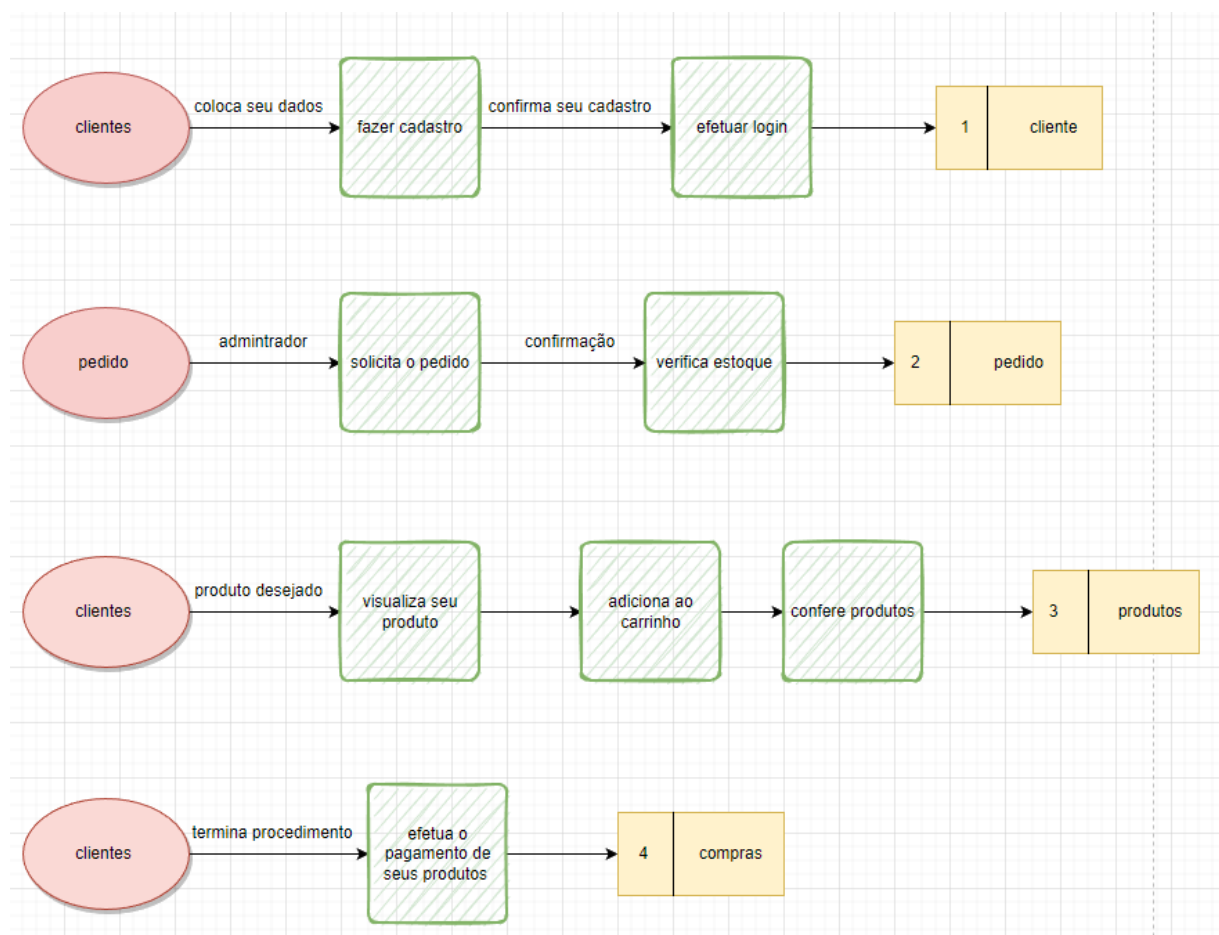 coloca seu dados
confirma seu cadastro
clientes
fazer cadastro
efetuar login
1
cliente
admintrador
confirmação
pedido
solicita o pedido
verifica estoque
2
pedido
produto desejado
clientes
visualiza seu
produto
adiciona ao
carrinho
confere produtos
3
produtos
termina procedimento
clientes
efetua o
pagamento de
seus produtos
4
compras